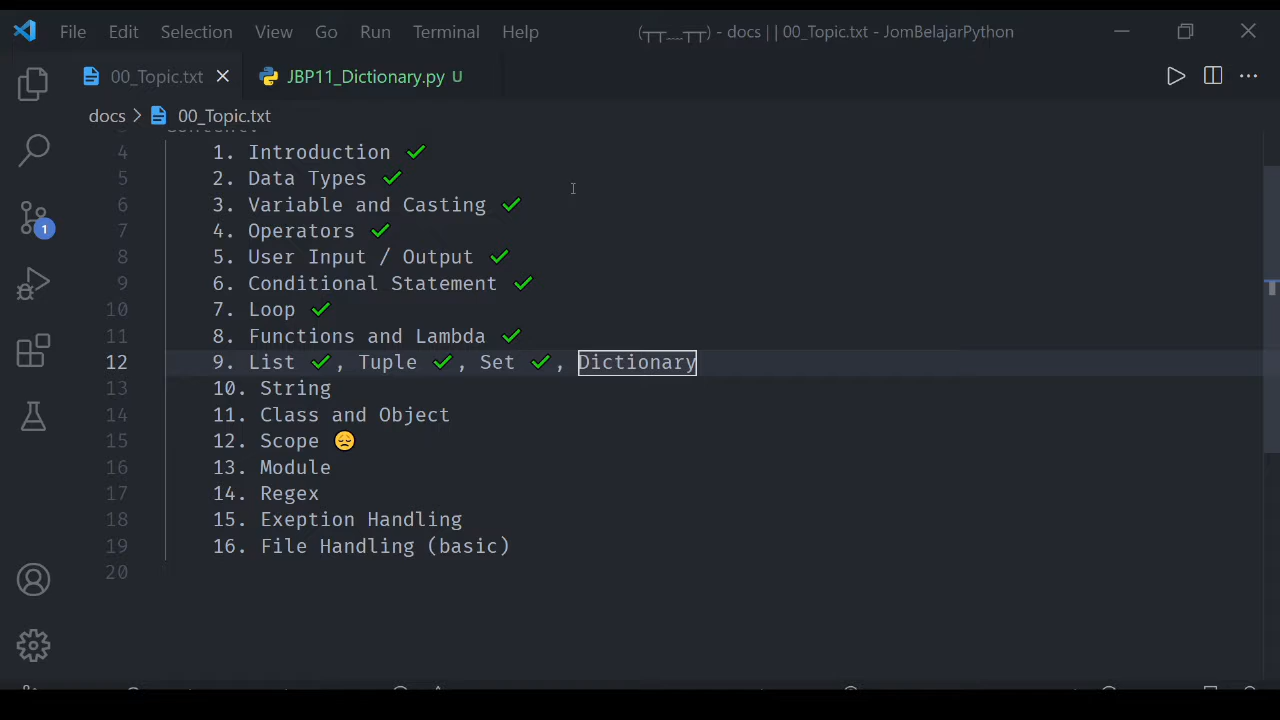 File Edit Selection View Go Run Terminal Help (┬┬﹏┬┬) - docs | | 00_Topic.txt - JomBelajarPython
00_Topic.txt JBP11_Dictionary.py U
docs > 00_Topic.txt
4 1. Introduction ✔
5 2. Data Types ✔
6 3. Variable and Casting ✔
1
7 4. Operators ✔
8 5. User Input / Output ✔
9 6. Conditional Statement ✔
10 7. Loop ✔
11 8. Functions and Lambda ✔
12 9. List ✔, Tuple ✔, Set ✔, Dictionary
13 10. String
14 11. Class and Object
15 12. Scope 😔
16 13. Module
17 14. Regex
18 15. Exeption Handling
19 16. File Handling (basic)
20